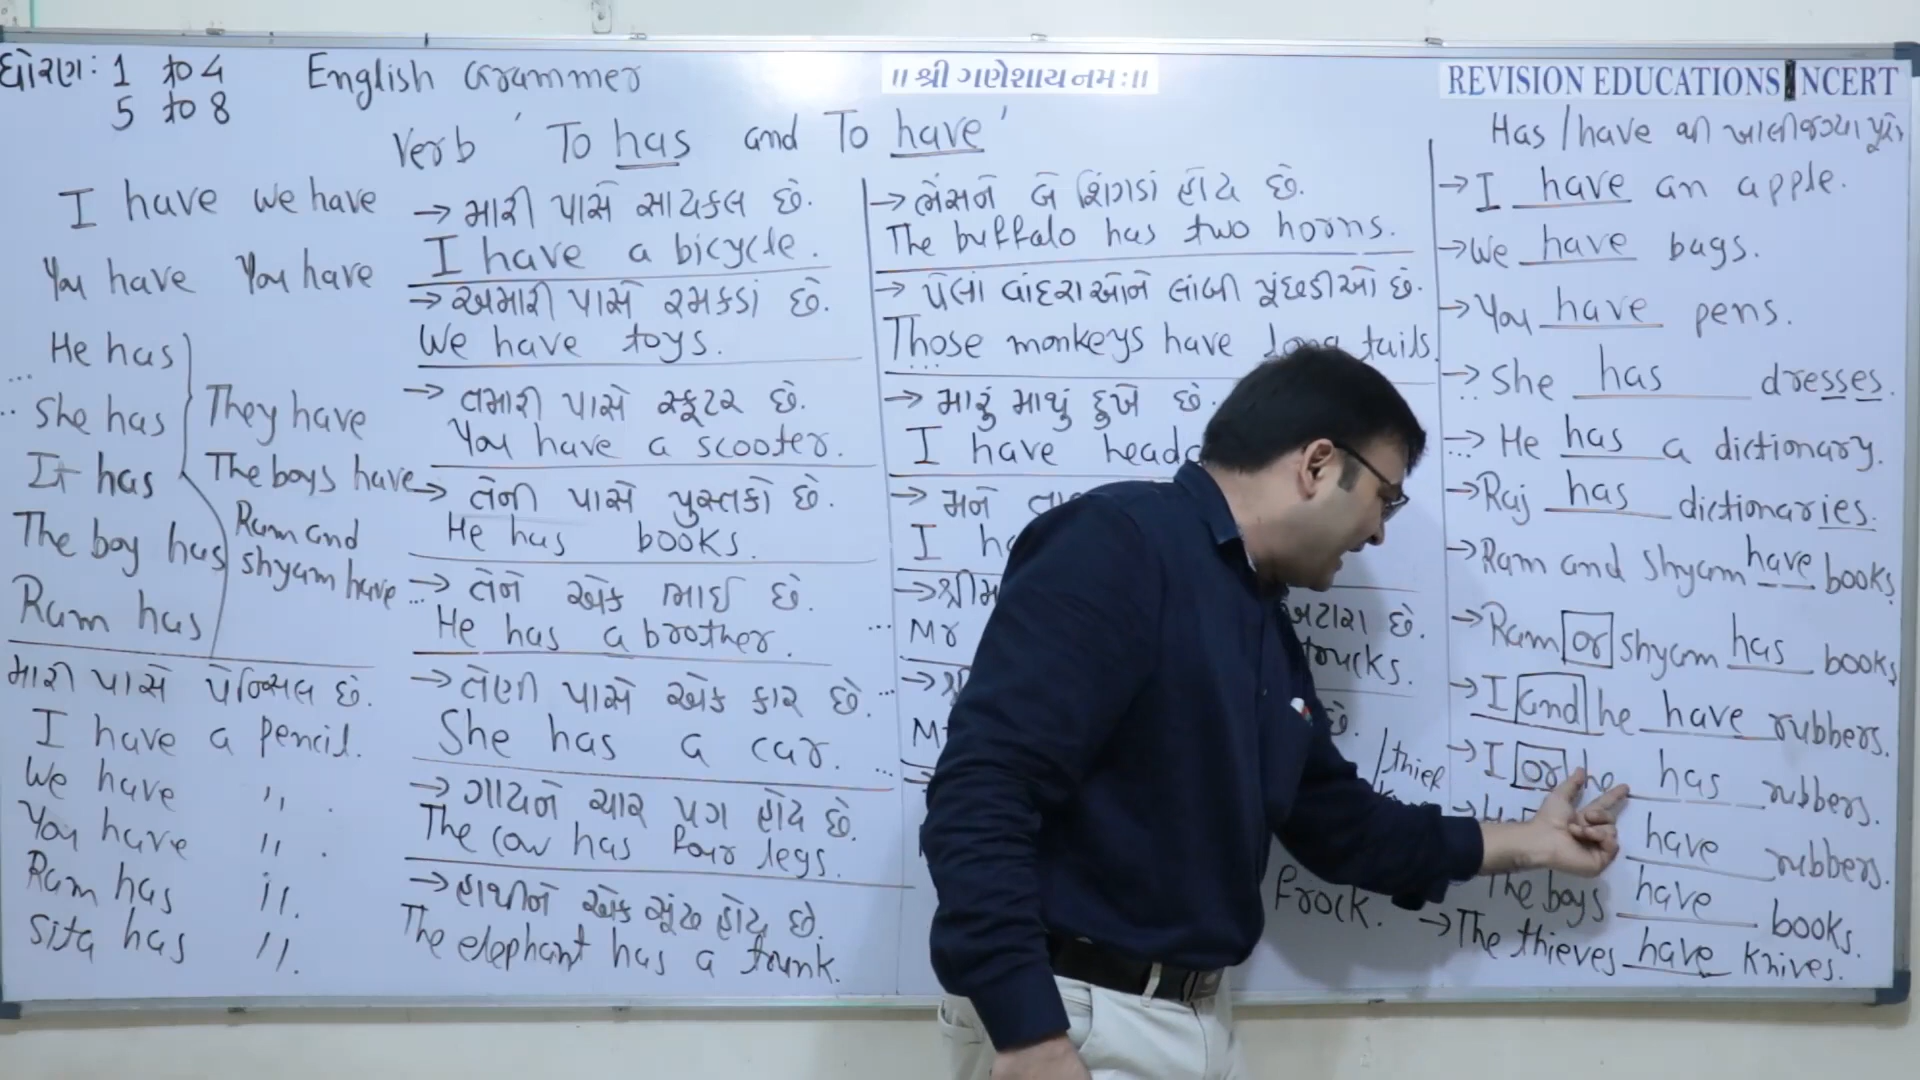 ધોરણ: 1 to 4
5 to 8
English Grammer
॥ શ્રી ગણેશાય નમઃ ॥
REVISION EDUCATIONS NCERT
Verb 'To has and To have'
I have We have
You have You have
He has
She has
It has
The boy has
Ram has
They have
The boys have
Ram and
Shyam have
મારી પાસે પેન્સિલ છે.
I have a pencil.
We have 〃 .
You have 〃 .
Ram has 〃 .
Sita has 〃 .
→ મારી પાસે સાયકલ છે.
I have a bicycle.
→ અમારી પાસે રમકડાં છે.
We have toys.
→ તમારી પાસે સ્કૂટર છે.
You have a scooter.
→ તેની પાસે પુસ્તકો છે.
He has books.
→ તેને એક ભાઈ છે.
He has a brother.
→ તેણી પાસે એક કાર છે.
She has a car.
→ ગાયને ચાર પગ હોય છે.
The cow has four legs.
→ હાથીને એક સૂંઢ હોય છે.
The elephant has a trunk.
→ ભેંસને બે શિંગડાં હોય છે.
The buffalo has two horns.
→ પેલાં વાંદરાઓને લાંબી પૂંછડીઓ છે.
Those monkeys have long tails.
→ મારું માથું દુખે છે.
I have
→ મને
I
→
Mr
છે.
trucks.
→
છે.
Frock.
/thief
Has / have થી ખાલી જગ્યા પૂરો
→ I have an apple.
→ We have bags.
→ You have pens.
→ She has dresses.
→ He has a dictionary.
→ Raj has dictionaries.
→ Ram and Shyam have books.
→ Ram or Shyam has books.
→ I and he have rubbers.
→ I or he has rubbers.
→ have rubbers.
The boys have books.
→ The thieves have knives.